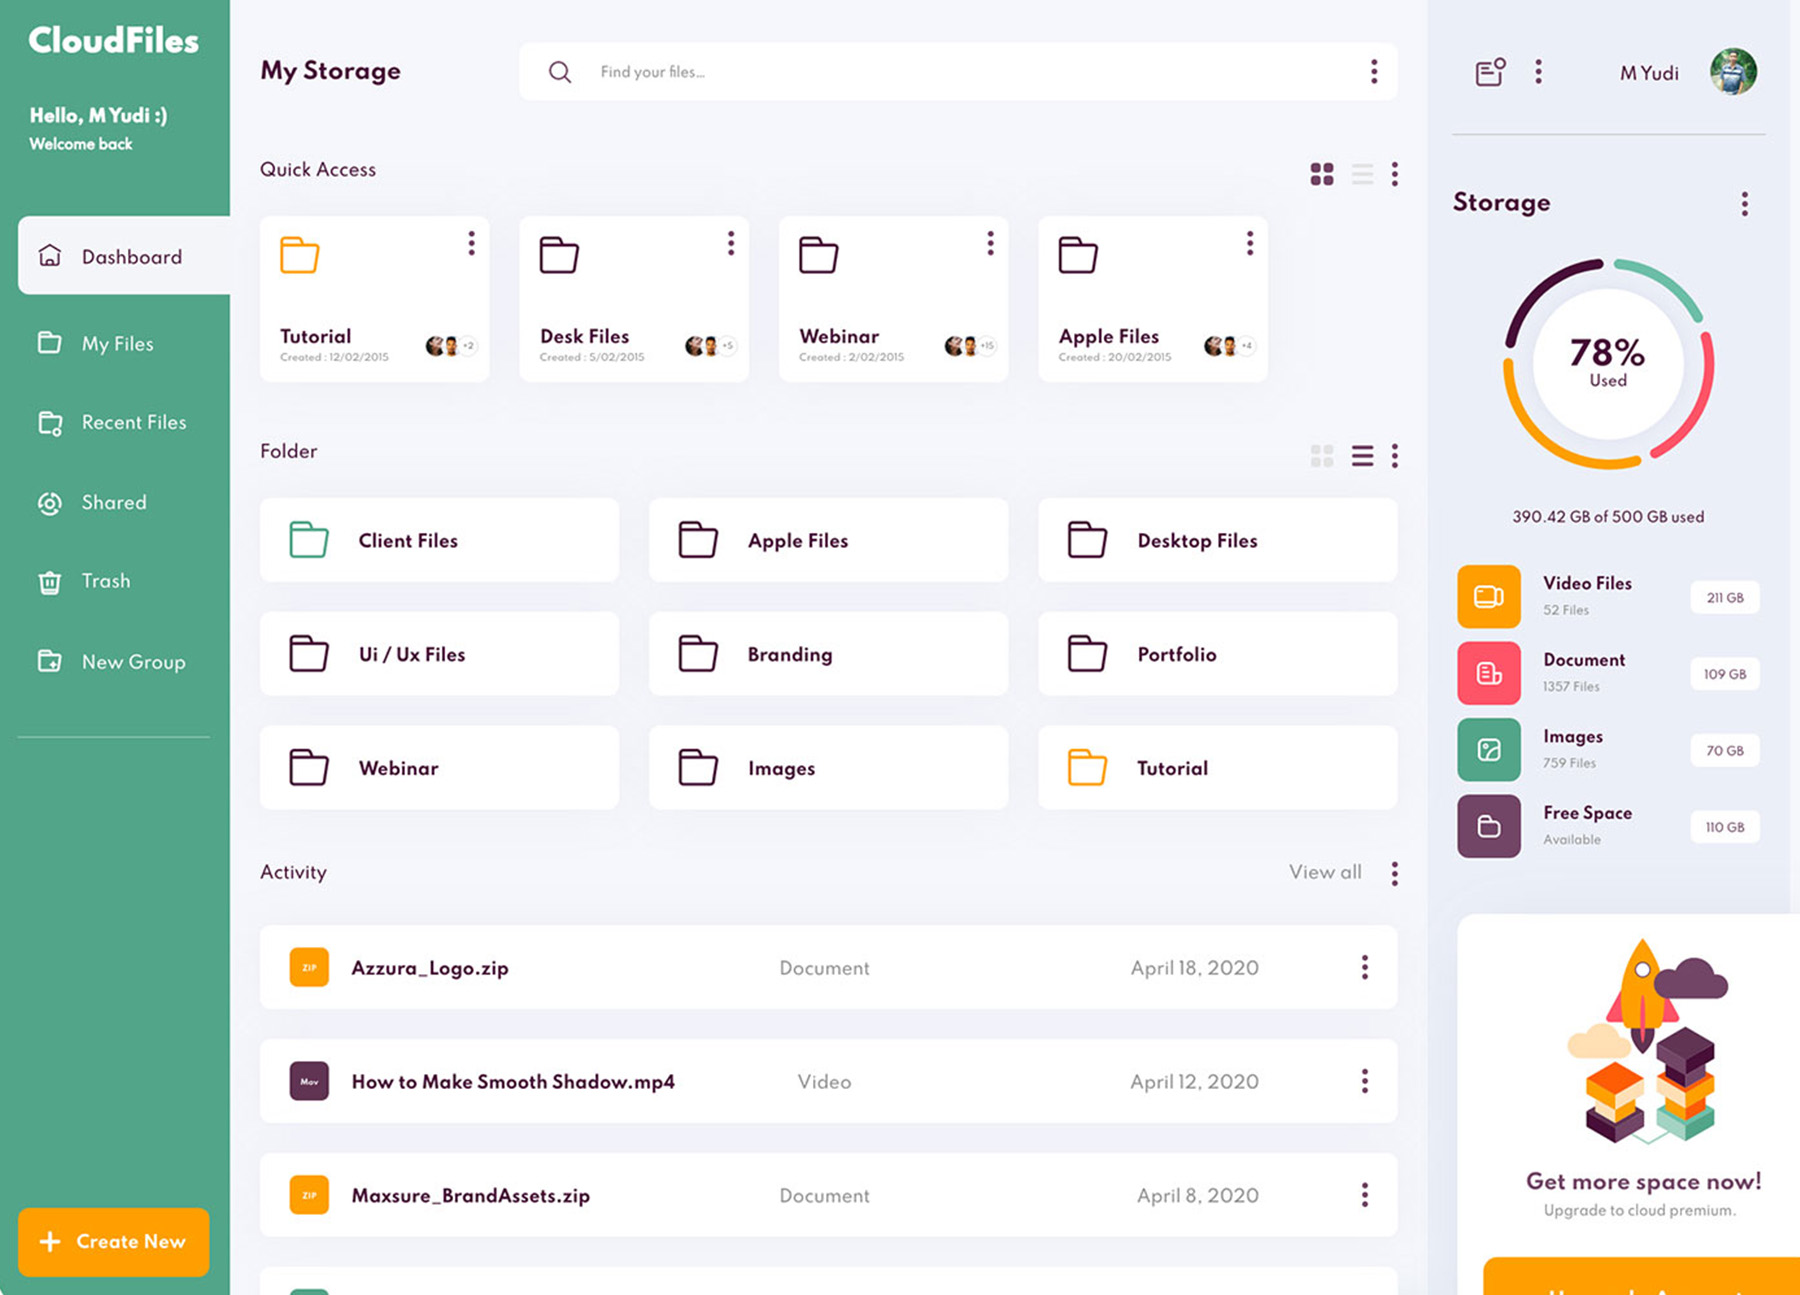 CloudFiles
Hello, M Yudi :)
Welcome back
Dashboard
My Files
Recent Files
Shared
Trash
New Group
Create New
My Storage
Find your files...
Quick Access
Tutorial
Created : 12/02/2015
+2
Desk Files
Created : 5/02/2015
+5
Webinar
Created : 2/02/2015
+15
Apple Files
Created : 20/02/2015
+4
Folder
Client Files
Apple Files
Desktop Files
Ui / Ux Files
Branding
Portfolio
Webinar
Images
Tutorial
Activity
View all
ZIP
Azzura_Logo.zip
Document
April 18, 2020
Mov
How to Make Smooth Shadow.mp4
Video
April 12, 2020
ZIP
Maxsure_BrandAssets.zip
Document
April 8, 2020
M Yudi
Storage
78%
Used
390.42 GB of 500 GB used
Video Files
52 Files
211 GB
Document
1357 Files
109 GB
Images
759 Files
70 GB
Free Space
Available
110 GB
Get more space now!
Upgrade to cloud premium.